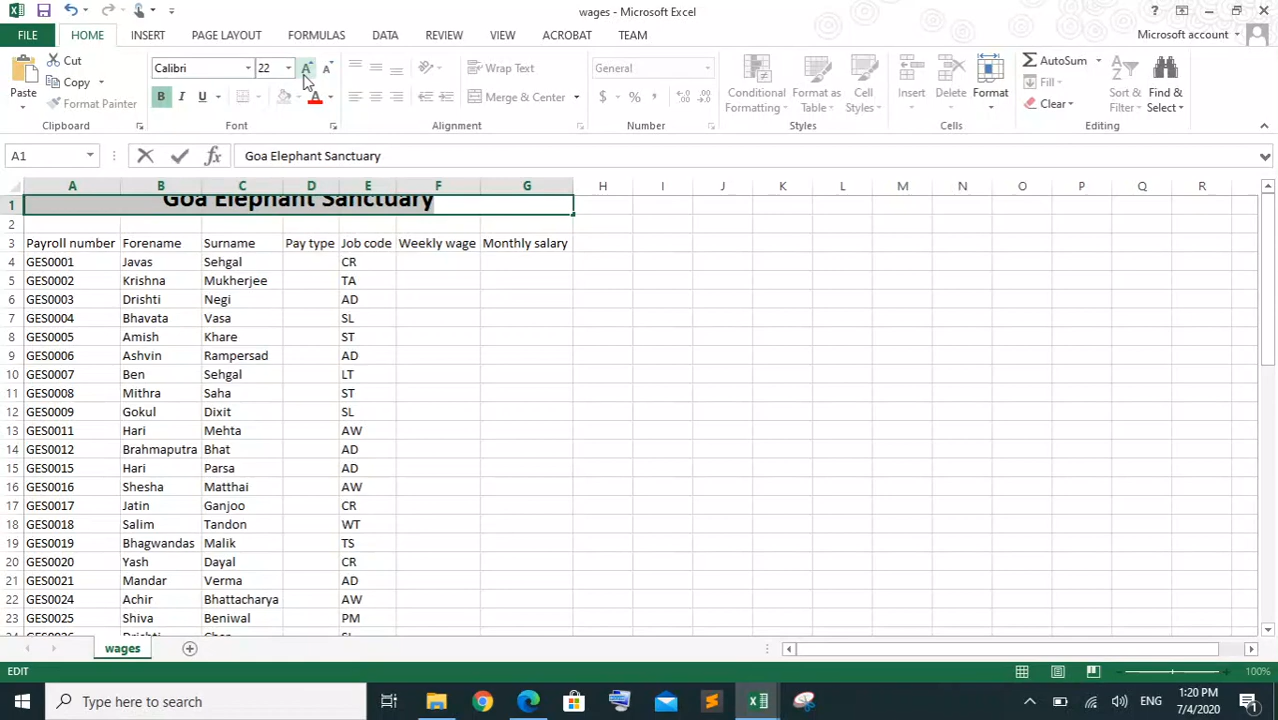 wages - Microsoft Excel
FILE HOME INSERT PAGE LAYOUT FORMULAS DATA REVIEW VIEW ACROBAT TEAM Microsoft account
Cut
Copy
Format Painter
Paste
Clipboard
Calibri 22
B I U
Font
Wrap Text
Merge & Center
Alignment
General
$ % ,
Number
Conditional Formatting
Format as Table
Cell Styles
Styles
Insert Delete Format
Cells
AutoSum
Fill
Clear
Sort & Filter
Find & Select
Editing
A1 fx Goa Elephant Sanctuary
A B C D E F G H I J K L M N O P Q R
1 Goa Elephant Sanctuary
2
3 Payroll number Forename Surname Pay type Job code Weekly wage Monthly salary
4 GES0001 Javas Sehgal CR
5 GES0002 Krishna Mukherjee TA
6 GES0003 Drishti Negi AD
7 GES0004 Bhavata Vasa SL
8 GES0005 Amish Khare ST
9 GES0006 Ashvin Rampersad AD
10 GES0007 Ben Sehgal LT
11 GES0008 Mithra Saha ST
12 GES0009 Gokul Dixit SL
13 GES0011 Hari Mehta AW
14 GES0012 Brahmaputra Bhat AD
15 GES0015 Hari Parsa AD
16 GES0016 Shesha Matthai AW
17 GES0017 Jatin Ganjoo CR
18 GES0018 Salim Tandon WT
19 GES0019 Bhagwandas Malik TS
20 GES0020 Yash Dayal CR
21 GES0021 Mandar Verma AD
22 GES0024 Achir Bhattacharya AW
23 GES0025 Shiva Beniwal PM
wages
EDIT 100%
Type here to search
ENG
1:20 PM
7/4/2020